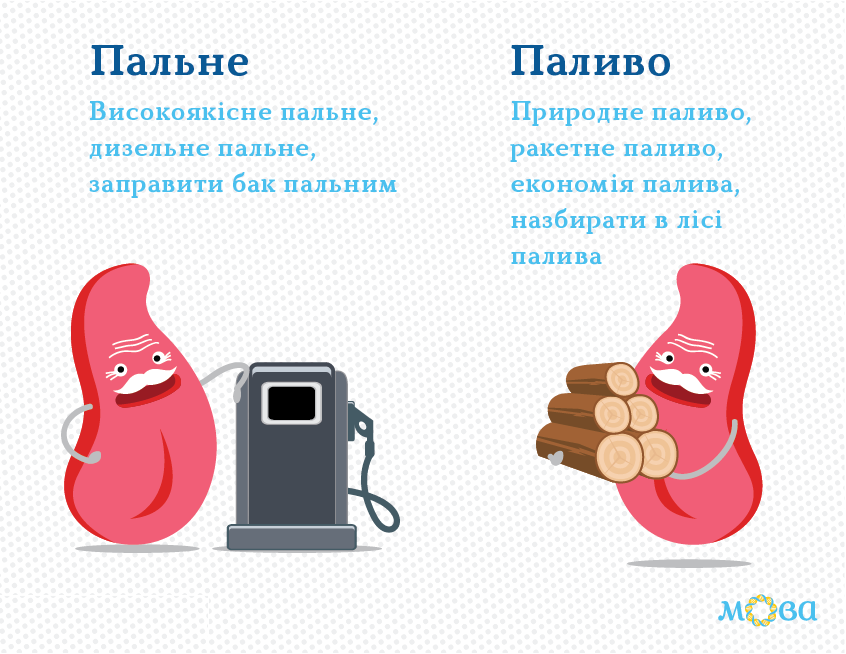 Пальне
Високоякісне пальне,
дизельне пальне,
заправити бак пальним
Паливо
Природне паливо,
ракетне паливо,
економія палива,
назбирати в лісі
палива
мова